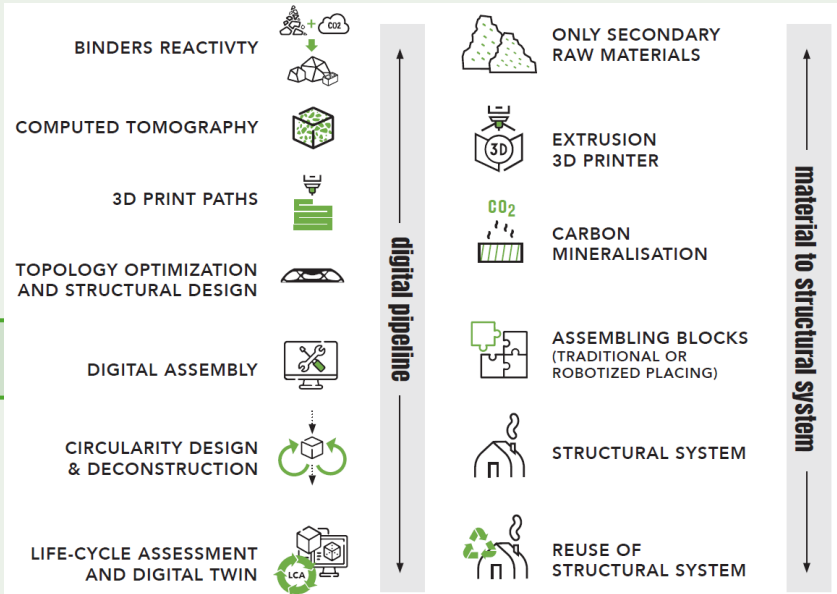 BINDERS REACTIVTY
+ CO2
COMPUTED TOMOGRAPHY
3D PRINT PATHS
TOPOLOGY OPTIMIZATION
AND STRUCTURAL DESIGN
DIGITAL ASSEMBLY
CIRCULARITY DESIGN
& DECONSTRUCTION
LIFE-CYCLE ASSESSMENT
AND DIGITAL TWIN
LCA
digital pipeline
ONLY SECONDARY
RAW MATERIALS
3D
EXTRUSION
3D PRINTER
CO2
CARBON
MINERALISATION
ASSEMBLING BLOCKS
(TRADITIONAL OR
ROBOTIZED PLACING)
STRUCTURAL SYSTEM
REUSE OF
STRUCTURAL SYSTEM
material to structural system